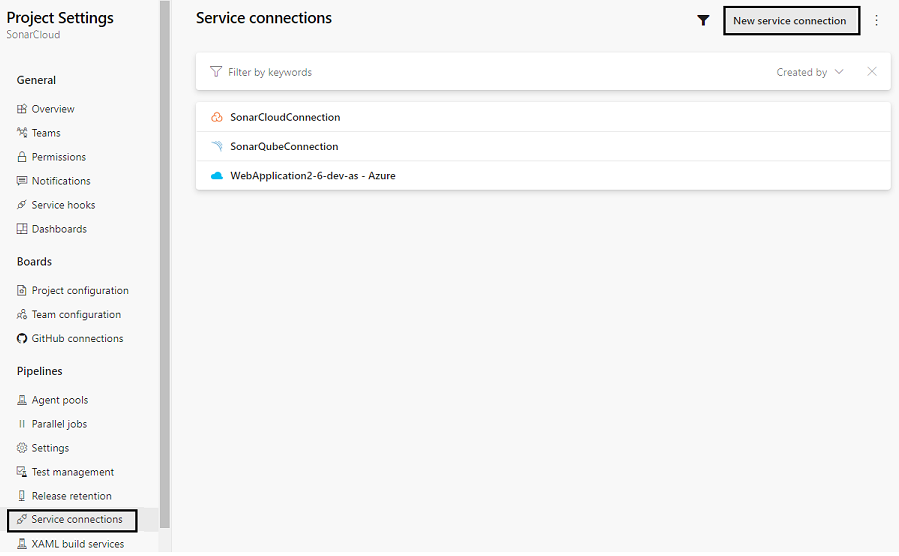 Project Settings
SonarCloud
General
Overview
Teams
Permissions
Notifications
Service hooks
Dashboards
Boards
Project configuration
Team configuration
GitHub connections
Pipelines
Agent pools
Parallel jobs
Settings
Test management
Release retention
Service connections
XAML build services
Service connections
New service connection
Filter by keywords
Created by
SonarCloudConnection
SonarQubeConnection
WebApplication2-6-dev-as - Azure